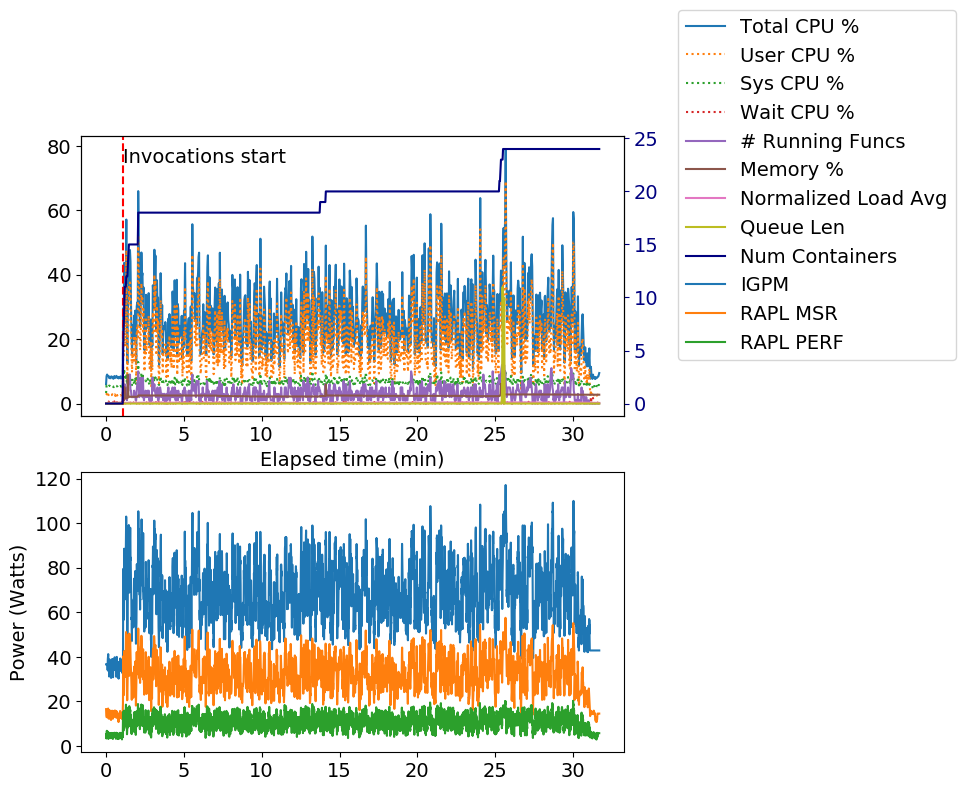 Total CPU %
User CPU %
Sys CPU %
Wait CPU %
# Running Funcs
Memory %
Normalized Load Avg
Queue Len
Num Containers
IGPM
RAPL MSR
RAPL PERF
Invocations start
80
60
40
20
0
25
20
15
10
5
0
0 5 10 15 20 25 30
Elapsed time (min)
Power (Watts)
120
100
80
60
40
20
0
0 5 10 15 20 25 30